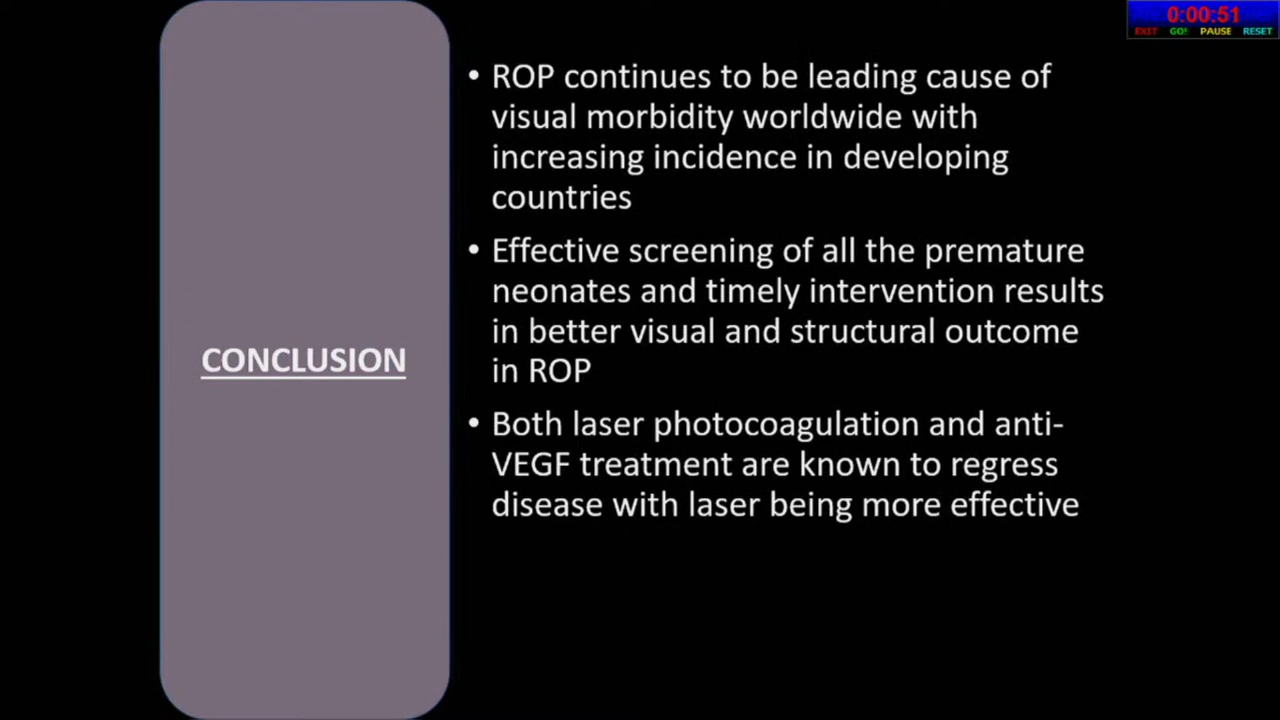 0:00:51
EXIT GO! PAUSE RESET
• ROP continues to be leading cause of
visual morbidity worldwide with
increasing incidence in developing
countries
• Effective screening of all the premature
neonates and timely intervention results
in better visual and structural outcome
in ROP
CONCLUSION
• Both laser photocoagulation and anti-
VEGF treatment are known to regress
disease with laser being more effective